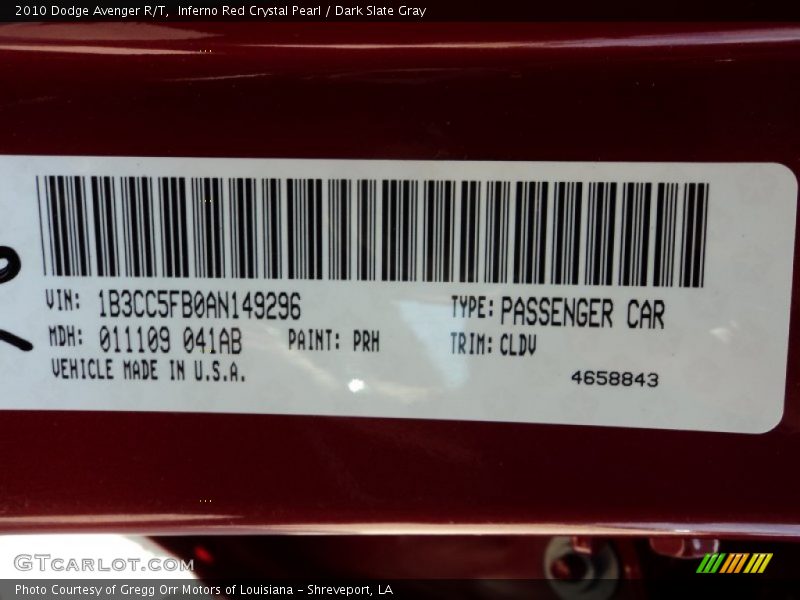 2010 Dodge Avenger R/T, Inferno Red Crystal Pearl / Dark Slate Gray
VIN: 1B3CC5FB0AN149296 TYPE: PASSENGER CAR
MDH: 011109 041AB PAINT: PRH TRIM: CLDV
VEHICLE MADE IN U.S.A. 4658843
GTCARLOT.COM
Photo Courtesy of Gregg Orr Motors of Louisiana - Shreveport, LA